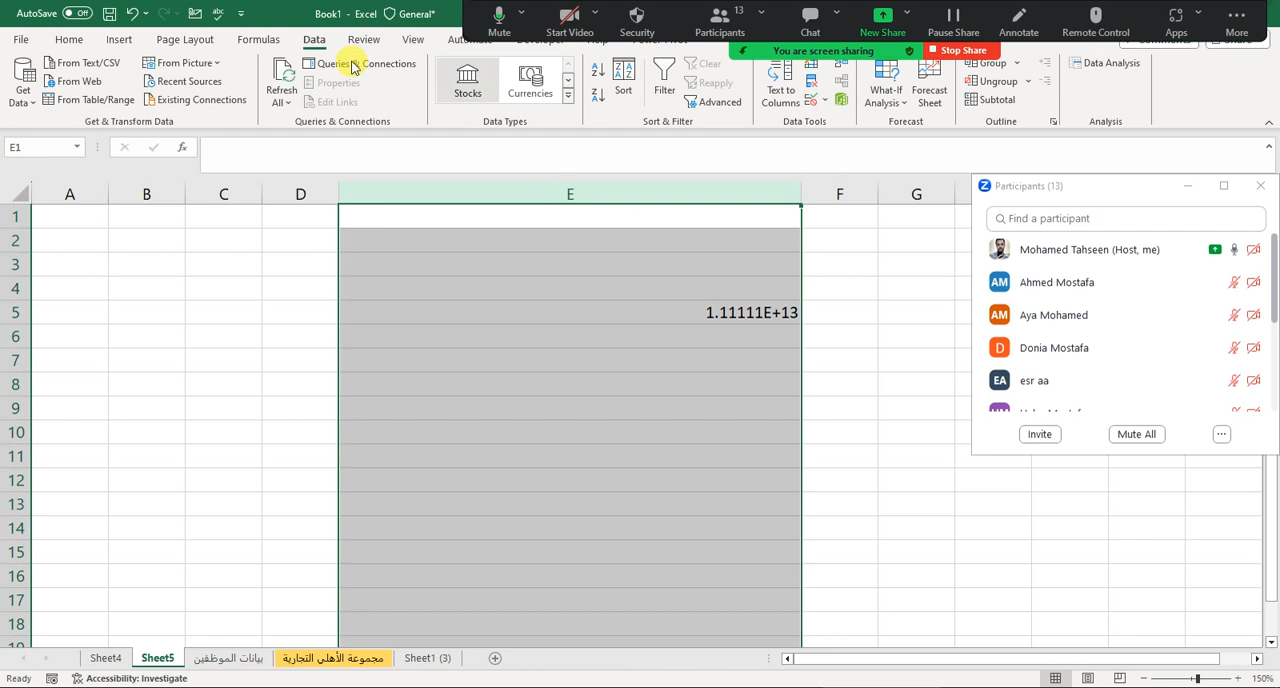 AutoSave Off Book1 - Excel General*
Mute Start Video Security 13 Participants Chat New Share Pause Share Annotate Remote Control Apps More
You are screen sharing Stop Share
File Home Insert Page Layout Formulas Data Review View
Get Data
From Text/CSV
From Web
From Table/Range
From Picture
Recent Sources
Existing Connections
Get & Transform Data
Refresh All
Queries & Connections
Properties
Edit Links
Queries & Connections
Stocks Currencies
Data Types
Sort
Filter
Clear
Reapply
Advanced
Sort & Filter
Text to Columns
Data Tools
What-If Analysis
Forecast Sheet
Forecast
Group
Ungroup
Subtotal
Outline
Data Analysis
Analysis
E1 fx
A B C D E F G
1
2
3
4
5 1.11111E+13
6
7
8
9
10
11
12
13
14
15
16
17
18
Participants (13)
Find a participant
Mohamed Tahseen (Host, me)
AM Ahmed Mostafa
AM Aya Mohamed
D Donia Mostafa
EA esr aa
Invite Mute All ...
Sheet4 Sheet5 بيانات الموظفين مجموعة الأهلي التجارية Sheet1 (3)
Ready Accessibility: Investigate 150%